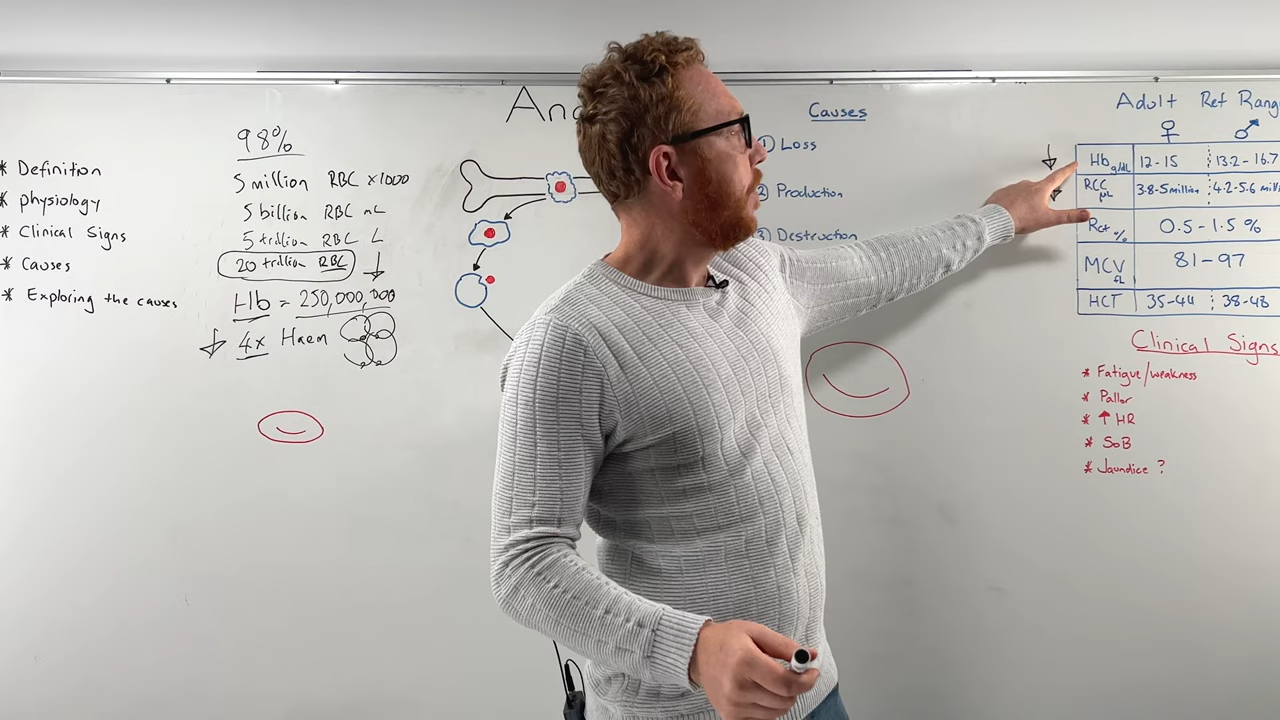 * Definition
* physiology
* Clinical Signs
* Causes
* Exploring the causes
98%
5 million RBC x1000
5 billion RBC mL
5 trillion RBC L
20 trillion RBC
Hb = 250,000,000
4x Haem
Ana
Causes
① Loss
② Production
③ Destruction
Adult Ref Rang
♀ ♂
Hb g/dL 12-15 13.2-16.7
RCC µL 3.8-5million 4.2-5.6 milli
Rct % 0.5-1.5%
MCV fL 81-97
HCT 35-44 38-48
Clinical Signs
* Fatigue/weakness
* Pallor
* ↑ HR
* SoB
* Jaundice ?